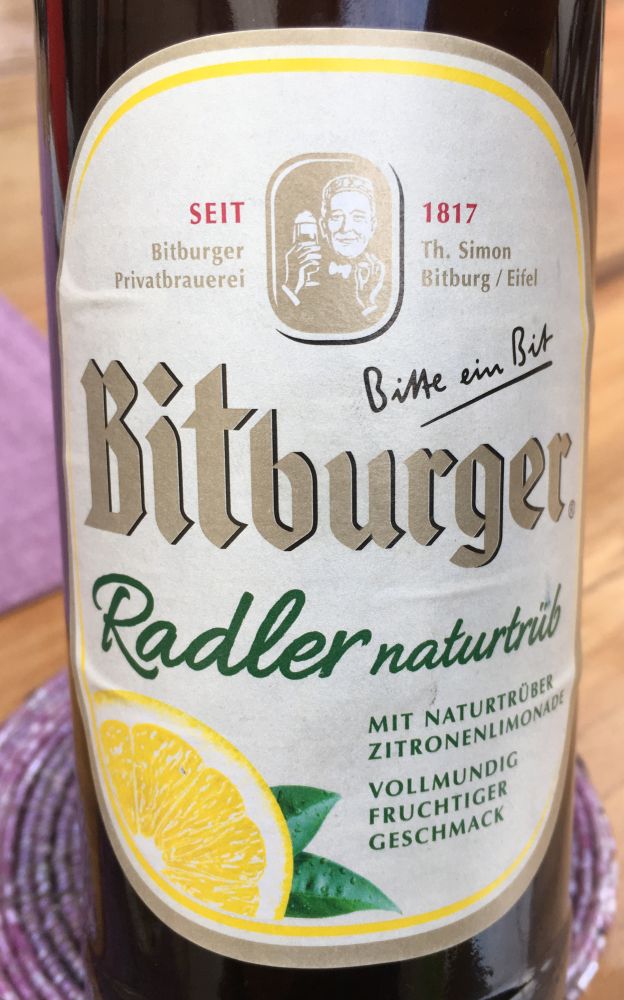 SEIT 1817
Bitburger Th. Simon
Privatbrauerei Bitburg / Eifel
Bitte ein Bit
Bitburger®
Radler naturtrüb
MIT NATURTRÜBER
ZITRONENLIMONADE
VOLLMUNDIG
FRUCHTIGER
GESCHMACK